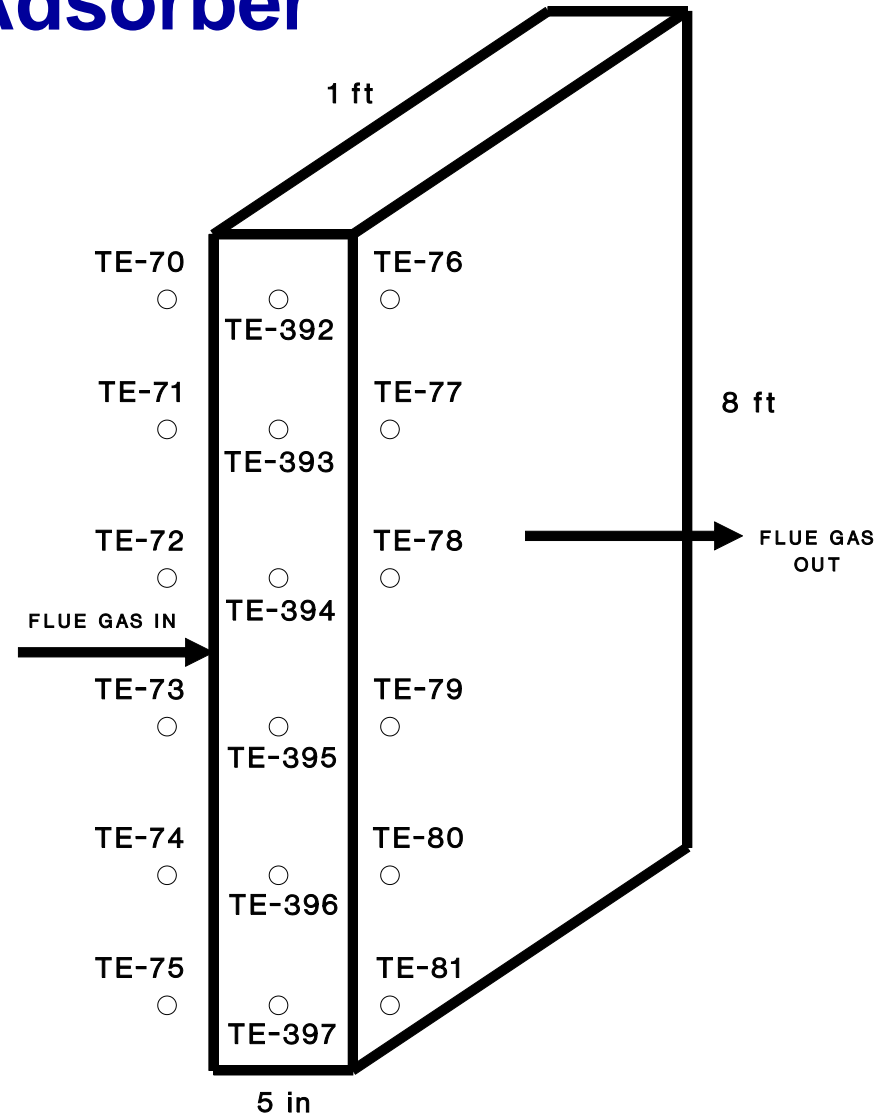 Adsorber
1 ft
TE-70
TE-76
TE-392
TE-71
TE-77
8 ft
TE-393
TE-72
TE-78
FLUE GAS
OUT
TE-394
FLUE GAS IN
TE-73
TE-79
TE-395
TE-74
TE-80
TE-396
TE-75
TE-81
TE-397
5 in